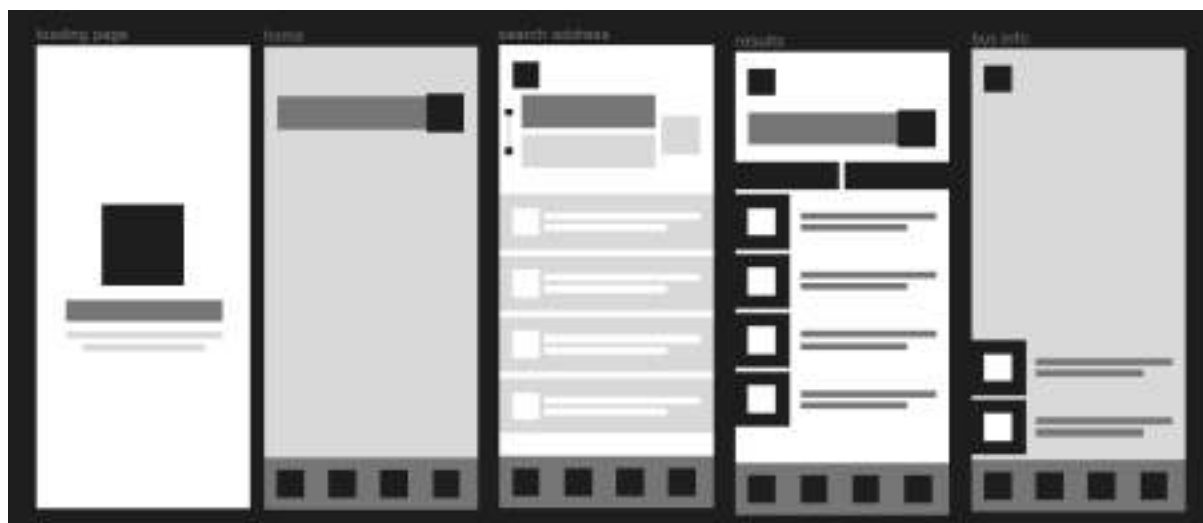 loading page
home
search address
results
bus info